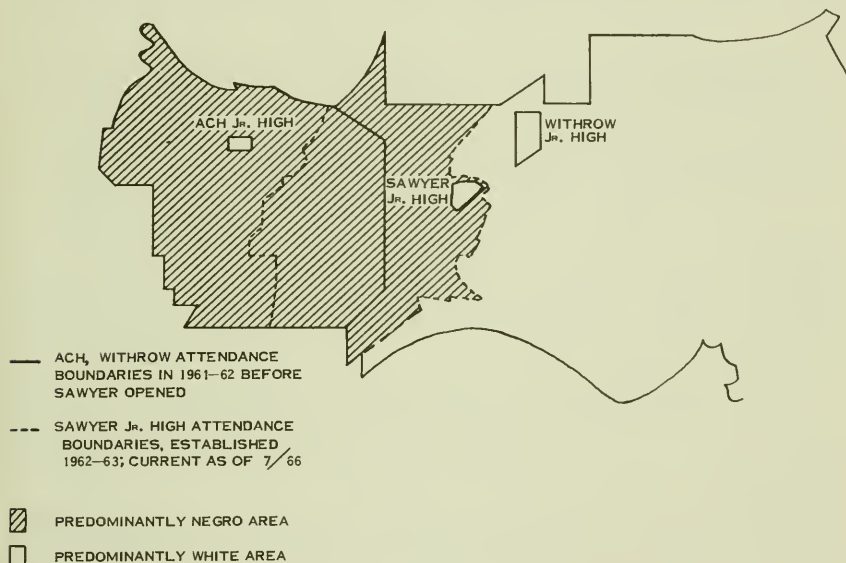 ACH JR. HIGH
WITHROW
JR. HIGH
SAWYER
JR. HIGH
ACH, WITHROW ATTENDANCE
BOUNDARIES IN 1961–62 BEFORE
SAWYER OPENED
SAWYER JR. HIGH ATTENDANCE
BOUNDARIES, ESTABLISHED
1962–63; CURRENT AS OF 7/66
PREDOMINANTLY NEGRO AREA
PREDOMINANTLY WHITE AREA